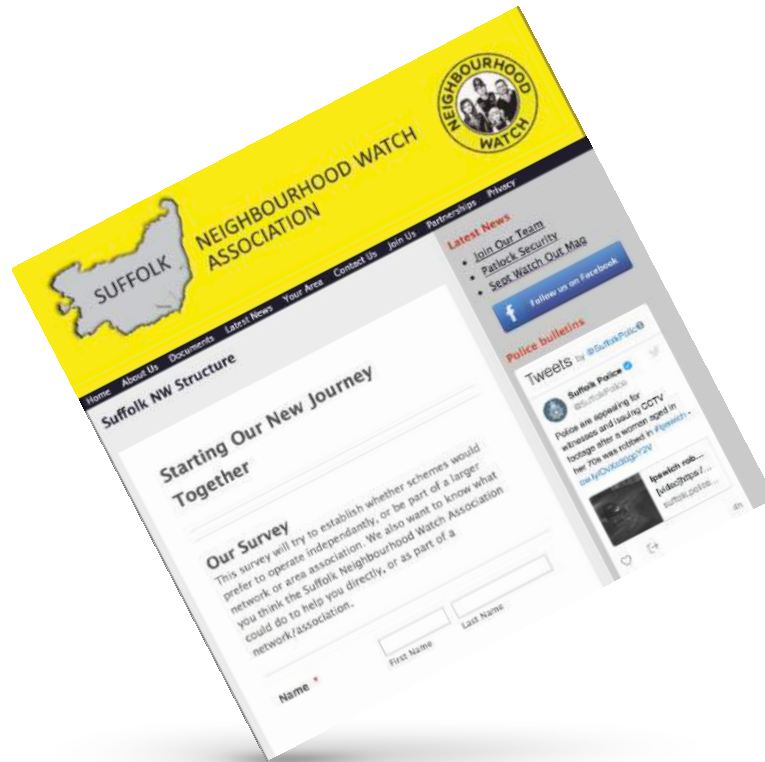 NEIGHBOURHOOD
WATCH
NEIGHBOURHOOD WATCH
ASSOCIATION
SUFFOLK
Home About Us Documents Latest News Your Area Contact Us Join Us Partnerships Privacy
Suffolk NW Structure
Starting Our New Journey
Together
Our Survey
This survey will try to establish whether schemes would
prefer to operate independantly, or be part of a larger
network or area association. We also want to know what
you think the Suffolk Neighbourhood Watch Association
could do to help you directly, or as part of a
network/association.
Name *
First Name
Last Name
Latest News
Join Our Team
Patlock Security
Sept Watch Out Mag
Follow us on Facebook
Police bulletins
Tweets by @SuffolkPolice
Suffolk Police
@SuffolkPolice
Police are appealing for
witnesses and issuing CCTV
footage after a women aged in
her 70s was robbed in #Ipswich -
Ipswich rob...
[video]https:/...
suffolk.police...
4h